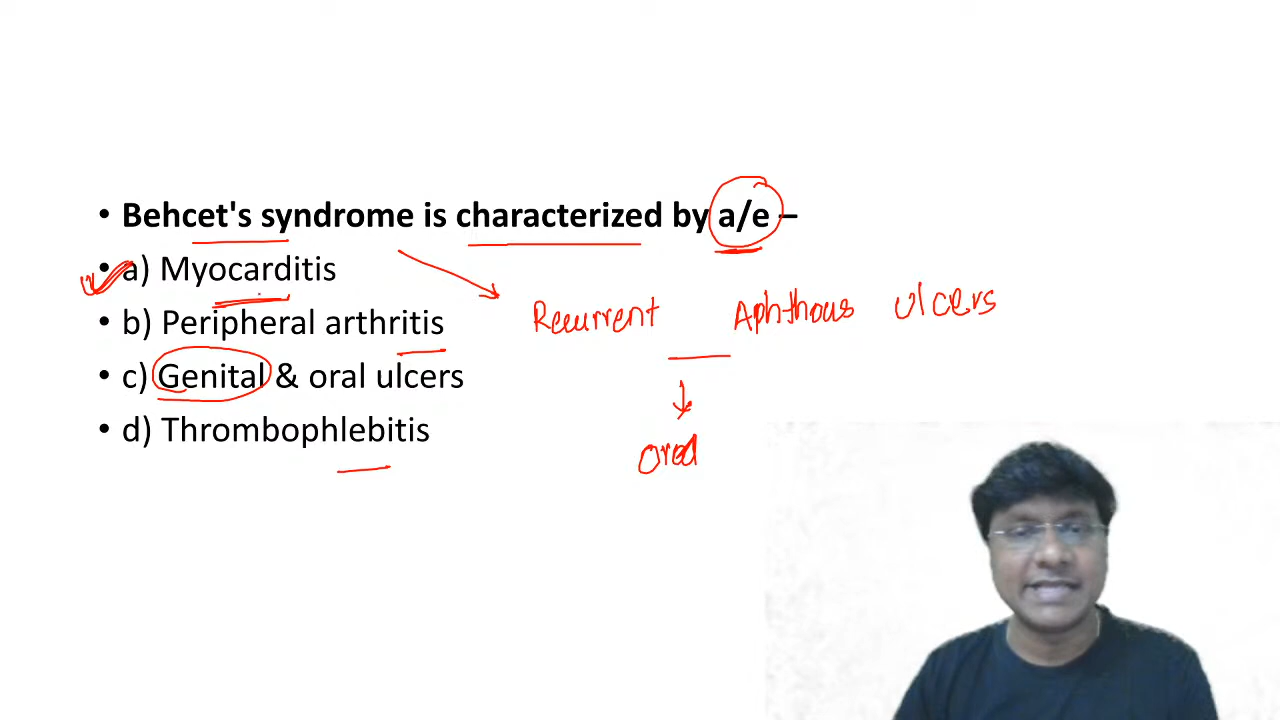 • Behcet's syndrome is characterized by a/e –
• a) Myocarditis
• b) Peripheral arthritis
• c) Genital & oral ulcers
• d) Thrombophlebitis
Recurrent Aphthous ulcers
oral